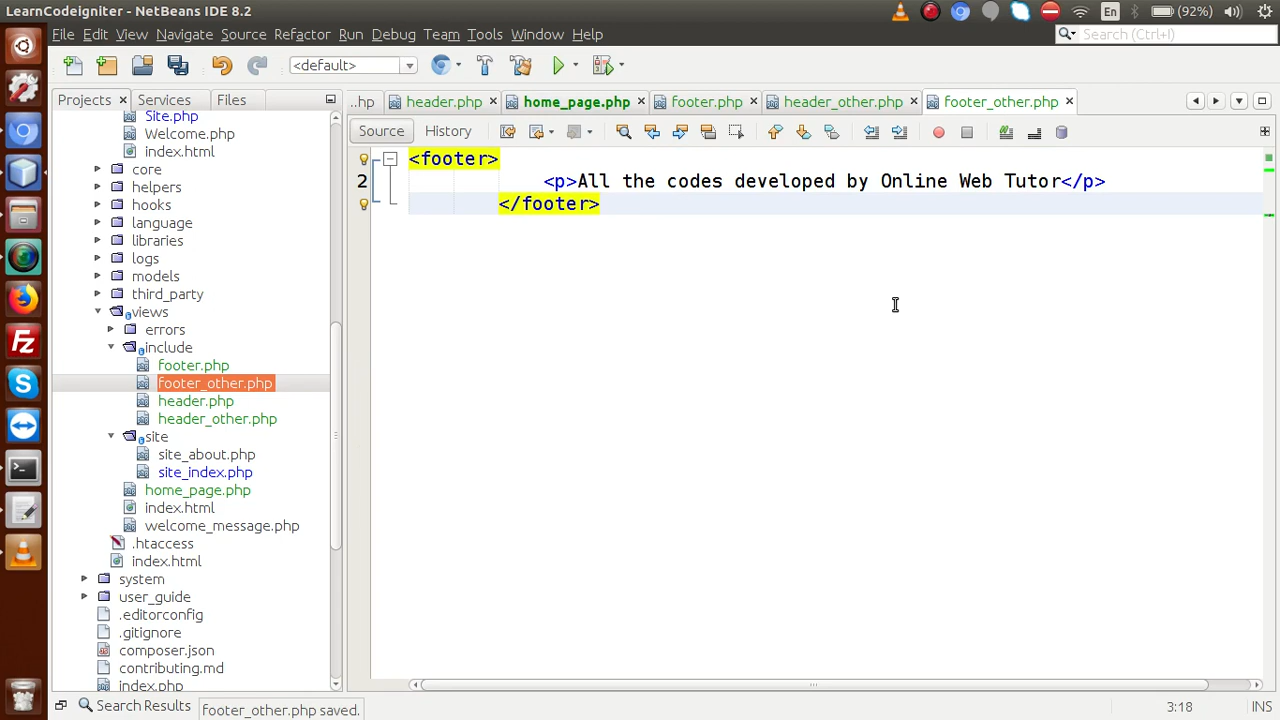 LearnCodeigniter - NetBeans IDE 8.2
En
(92%)
File Edit View Navigate Source Refactor Run Debug Team Tools Window Help
Search (Ctrl+I)
<default>
Projects Services Files
..hp header.php home_page.php footer.php header_other.php footer_other.php
Source History
Site.php
Welcome.php
index.html
core
helpers
hooks
language
libraries
logs
models
third_party
views
errors
include
footer.php
footer_other.php
header.php
header_other.php
site
site_about.php
site_index.php
home_page.php
index.html
welcome_message.php
.htaccess
index.html
system
user_guide
.editorconfig
.gitignore
composer.json
contributing.md
index.php
<footer>
2 <p>All the codes developed by Online Web Tutor</p>
</footer>
Search Results
footer_other.php saved.
3:18
INS